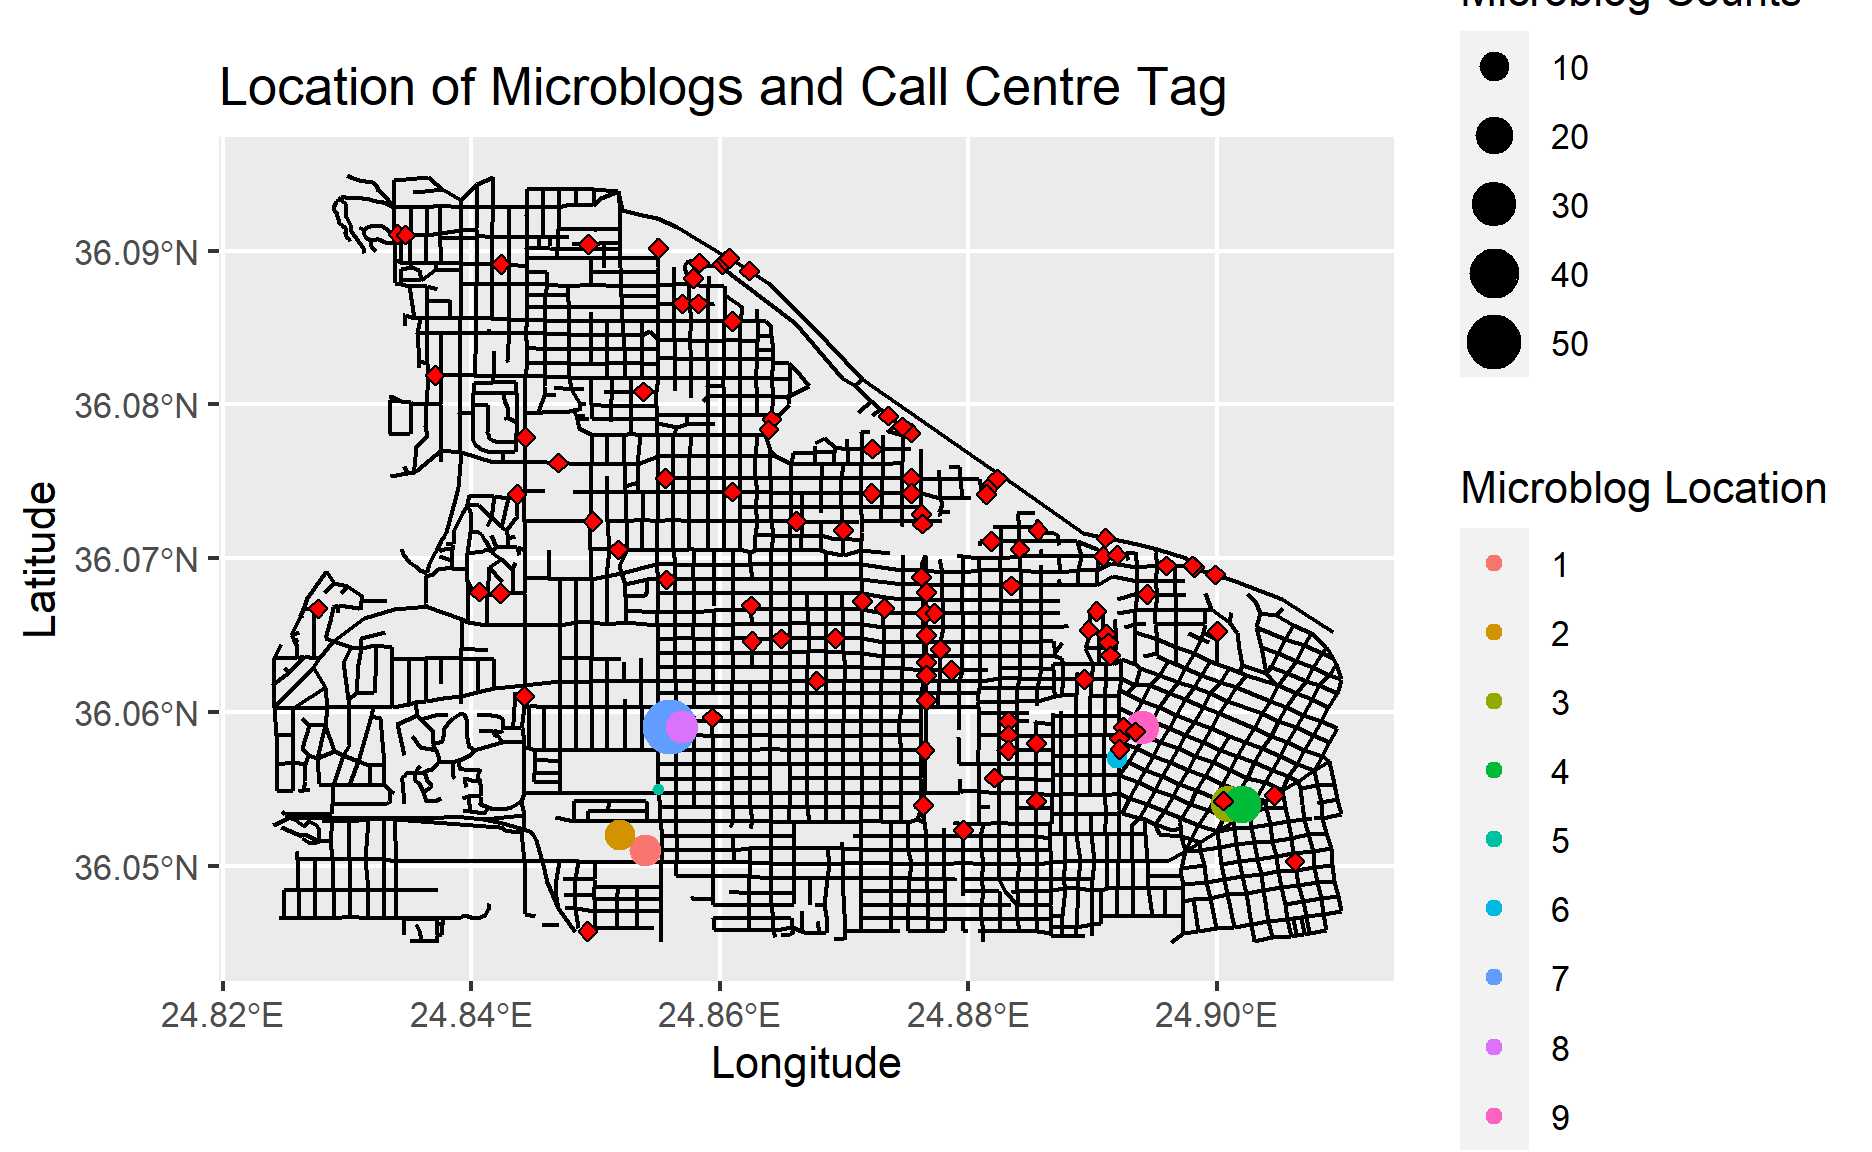 Location of Microblogs and Call Centre Tag
36.09°N
36.08°N
36.07°N
36.06°N
36.05°N
24.82°E
24.84°E
24.86°E
24.88°E
24.90°E
Longitude
Latitude
Microblog Counts
10
20
30
40
50
Microblog Location
1
2
3
4
5
6
7
8
9